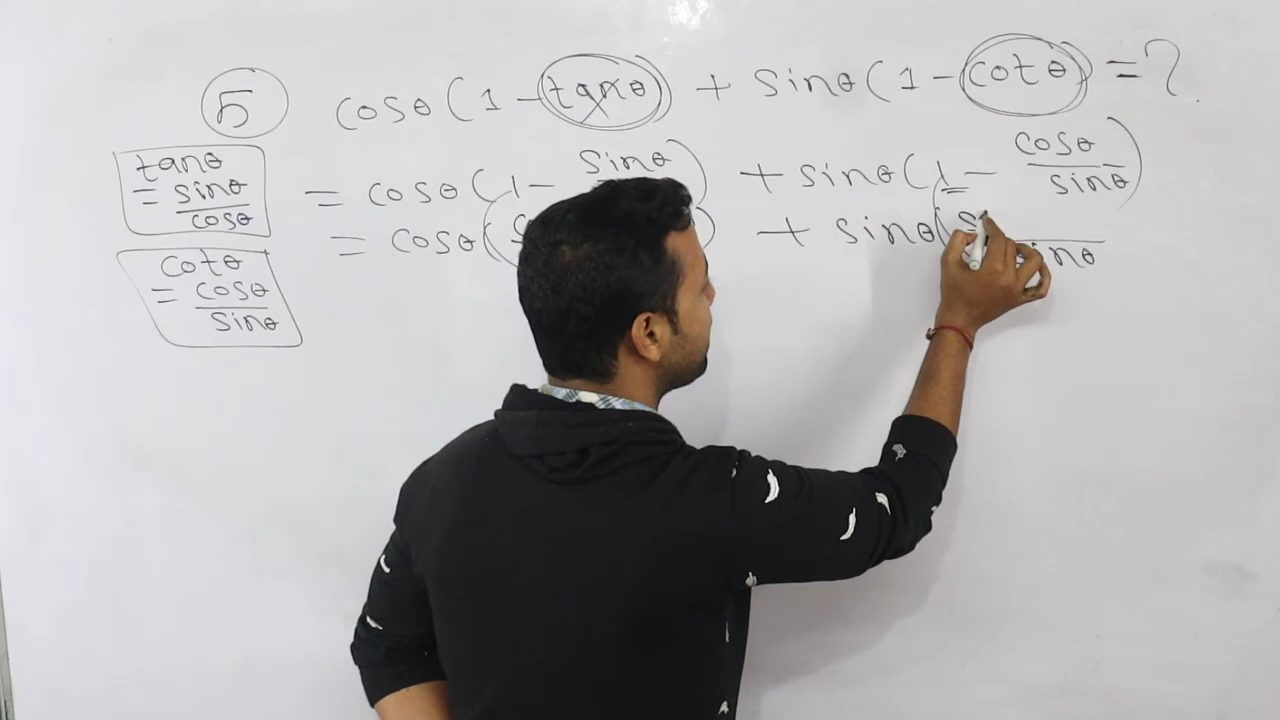 5 cosθ(1 - tanθ) + sinθ(1 - cotθ) = ?
tanθ
= sinθ
cosθ
cotθ
= cosθ
sinθ
= cosθ(1 - sinθ) + sinθ(1 - cosθ/sinθ)
= cosθ( ) + sinθ(